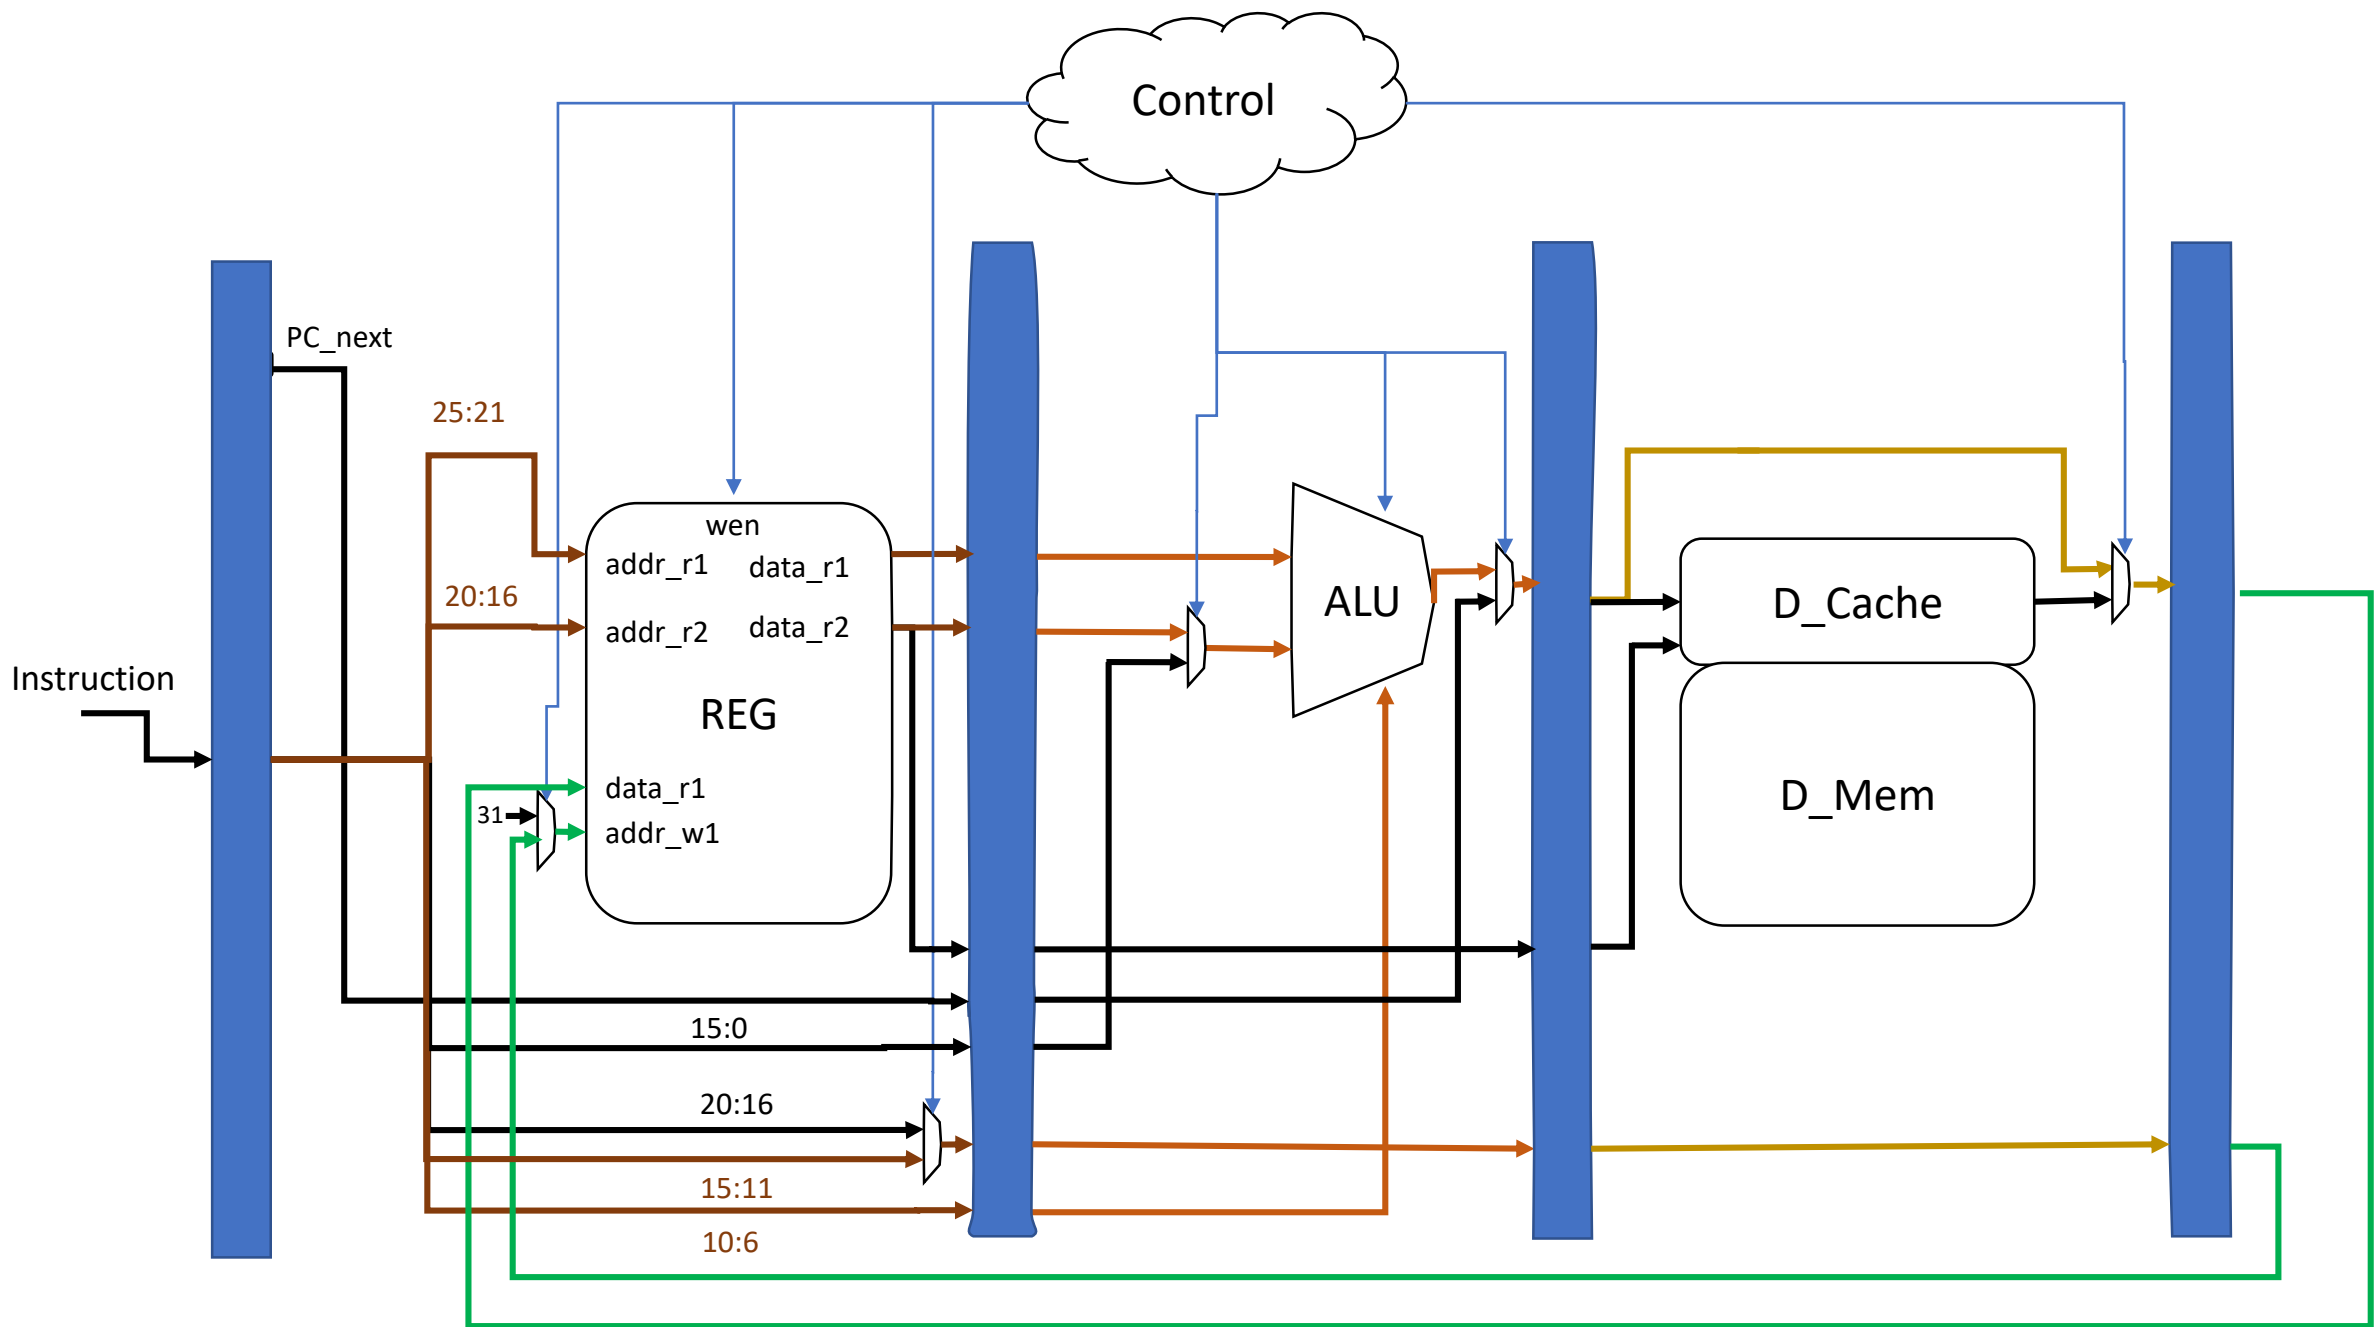 Control
PC_next
25:21
wen
addr_r1
data_r1
20:16
addr_r2
data_r2
ALU
D_Cache
Instruction
REG
data_r1
D_Mem
31
addr_w1
15:0
20:16
15:11
10:6